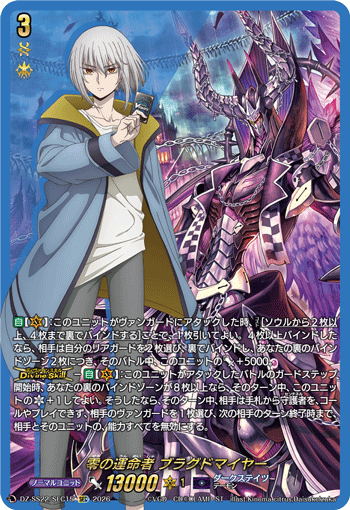 3
自【V】:このユニットがヴァンガードにアタックした時、[ソウルから2枚以
上、4枚まで裏でバインドする]ことで、1枚引いてよい。4枚以上バインドした
なら、相手は自分のリアガードを2枚選び、裏でバインドし、あなたの裏のバイン
ドゾーン2枚につき、そのバトル中、このユニットのパワー+5000。
Divine Skill-自【V】:このユニットがアタックしたバトルのガードステップ
開始時、あなたの裏のバインドゾーンが8枚以上なら、そのターン中、このユニット
の☆+1してよい。そうしたなら、そのターン中、相手は手札から守護者を、コー
ルやプレイできず、相手のヴァンガードを1枚選び、次の相手のターン終了時まで、
相手とそのユニットの、能力すべてを無効にする。
零の運命者 ブラグドマイヤー
ノーマルユニット
13000
1
ダークステイツ
デーモン
DZ-SS22-SEC18
2026